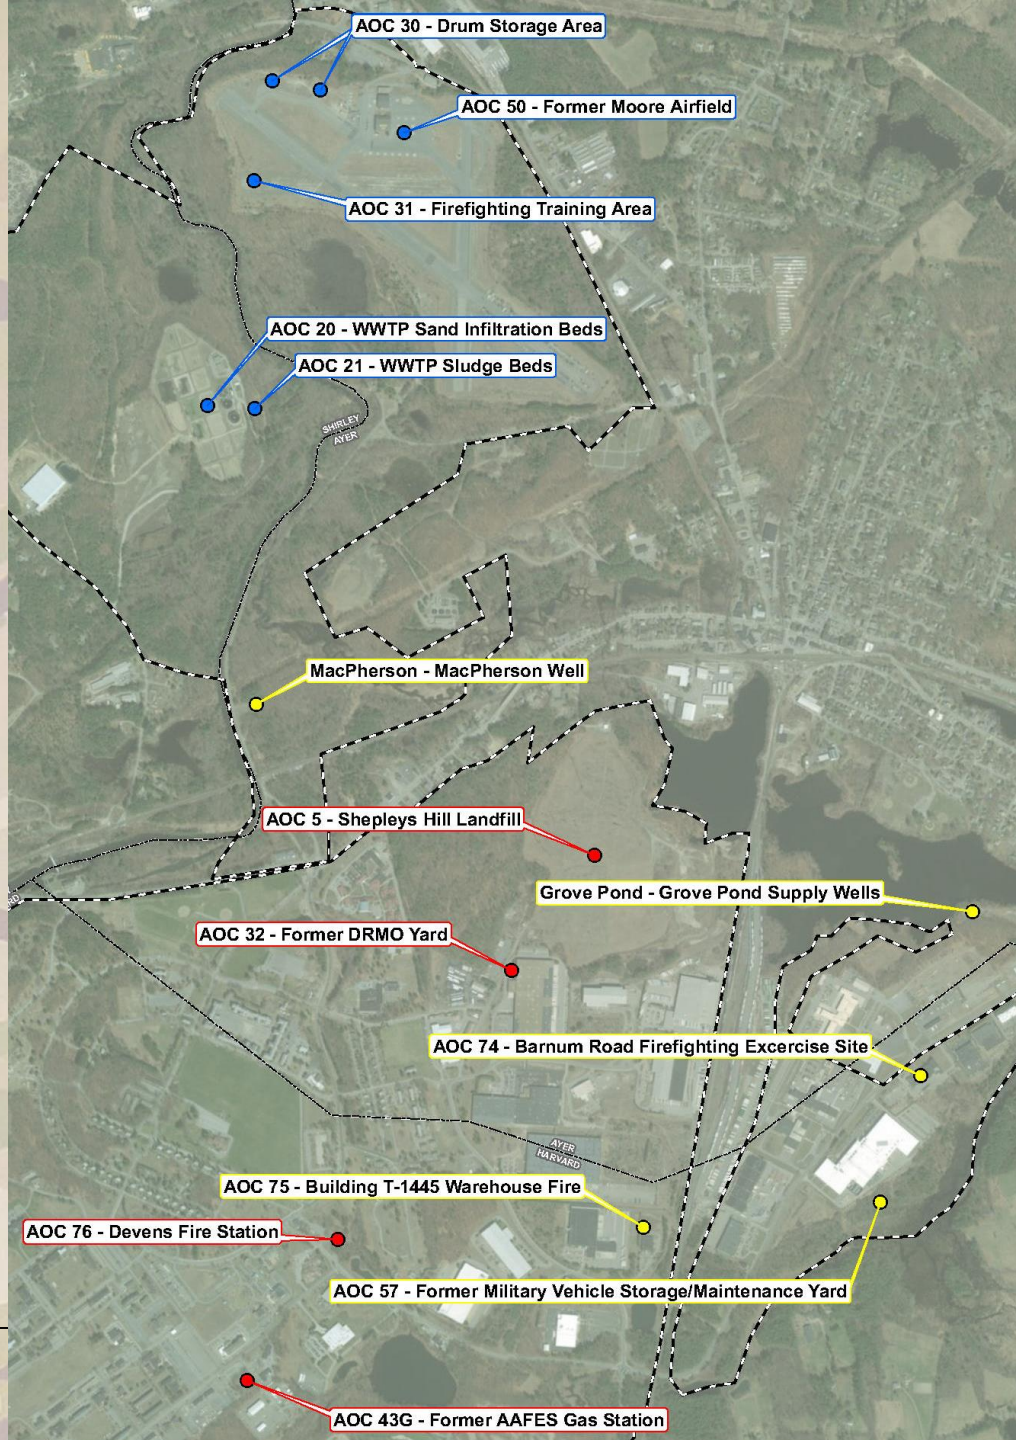 AOC 30 - Drum Storage Area
AOC 50 - Former Moore Airfield
AOC 31 - Firefighting Training Area
AOC 20 - WWTP Sand Infiltration Beds
AOC 21 - WWTP Sludge Beds
SHIRLEY
AYER
MacPherson - MacPherson Well
AOC 5 - Shepleys Hill Landfill
Grove Pond - Grove Pond Supply Wells
AOC 32 - Former DRMO Yard
AOC 74 - Barnum Road Firefighting Excercise Site
AYER
HARVARD
AOC 75 - Building T-1445 Warehouse Fire
AOC 76 - Devens Fire Station
AOC 57 - Former Military Vehicle Storage/Maintenance Yard
AOC 43G - Former AAFES Gas Station